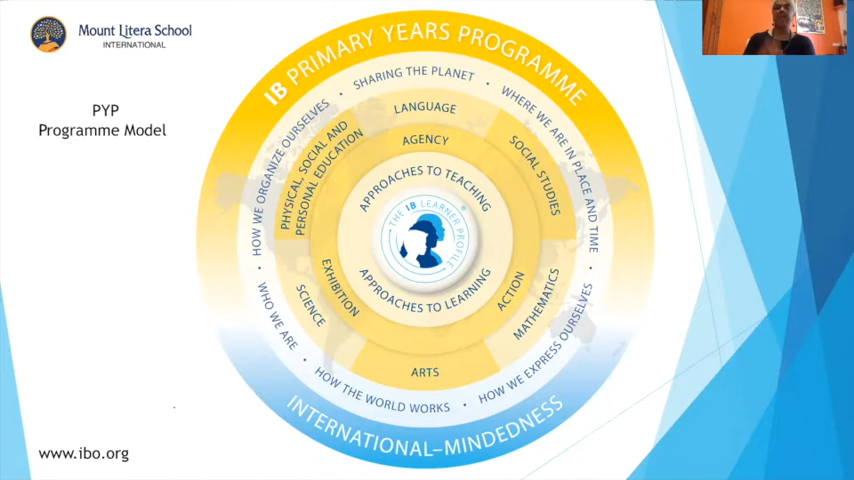 Mount Litera School
INTERNATIONAL
PYP
Programme Model
IB PRIMARY YEARS PROGRAMME
SHARING THE PLANET
WHERE WE ARE IN PLACE AND TIME
HOW WE EXPRESS OURSELVES
HOW THE WORLD WORKS
WHO WE ARE
HOW WE ORGANIZE OURSELVES
LANGUAGE
SOCIAL STUDIES
MATHEMATICS
ARTS
SCIENCE
PHYSICAL, SOCIAL AND
PERSONAL EDUCATION
AGENCY
ACTION
EXHIBITION
APPROACHES TO TEACHING
APPROACHES TO LEARNING
THE IB LEARNER PROFILE
INTERNATIONAL–MINDEDNESS
www.ibo.org